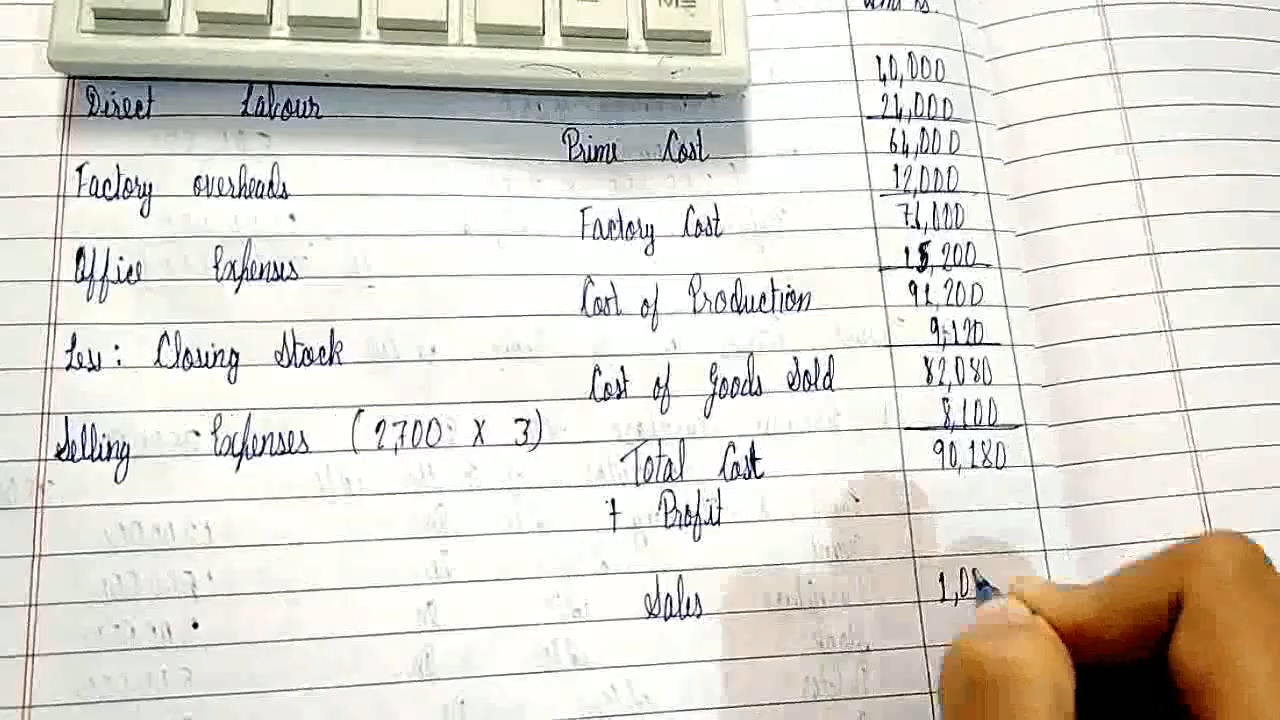 40,000
Direct Labour 24,000
Prime Cost 64,000
Factory overheads 12,000
Factory Cost 76,000
Office Expenses 15,200
Cost of Production 91,200
Less: Closing Stock 9,120
Cost of Goods Sold 82,080
Selling Expenses (2,700 X 3) 8,100
Total Cost 90,180
+ Profit
Sales 1,00